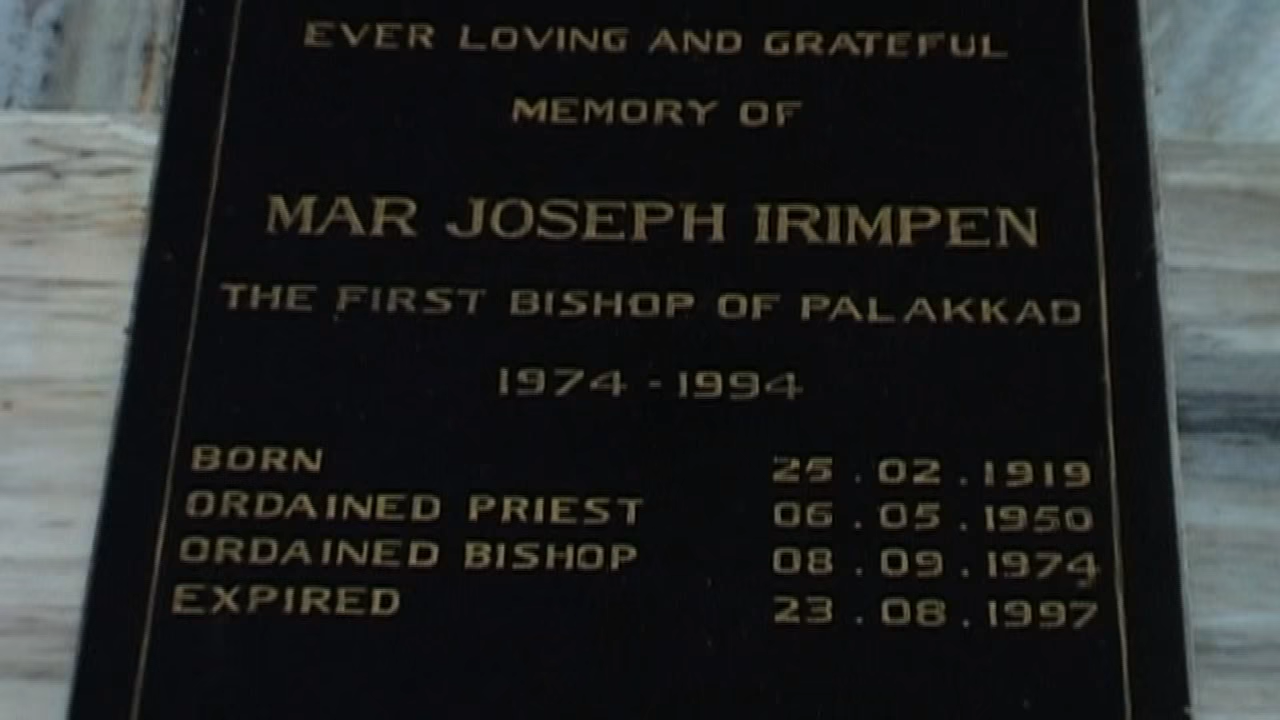 EVER LOVING AND GRATEFUL
MEMORY OF
MAR JOSEPH IRIMPEN
THE FIRST BISHOP OF PALAKKAD
1974 - 1994
BORN 25 . 02 . 1919
ORDAINED PRIEST 06 . 05 . 1950
ORDAINED BISHOP 08 . 09 . 1974
EXPIRED 23 . 08 . 1997